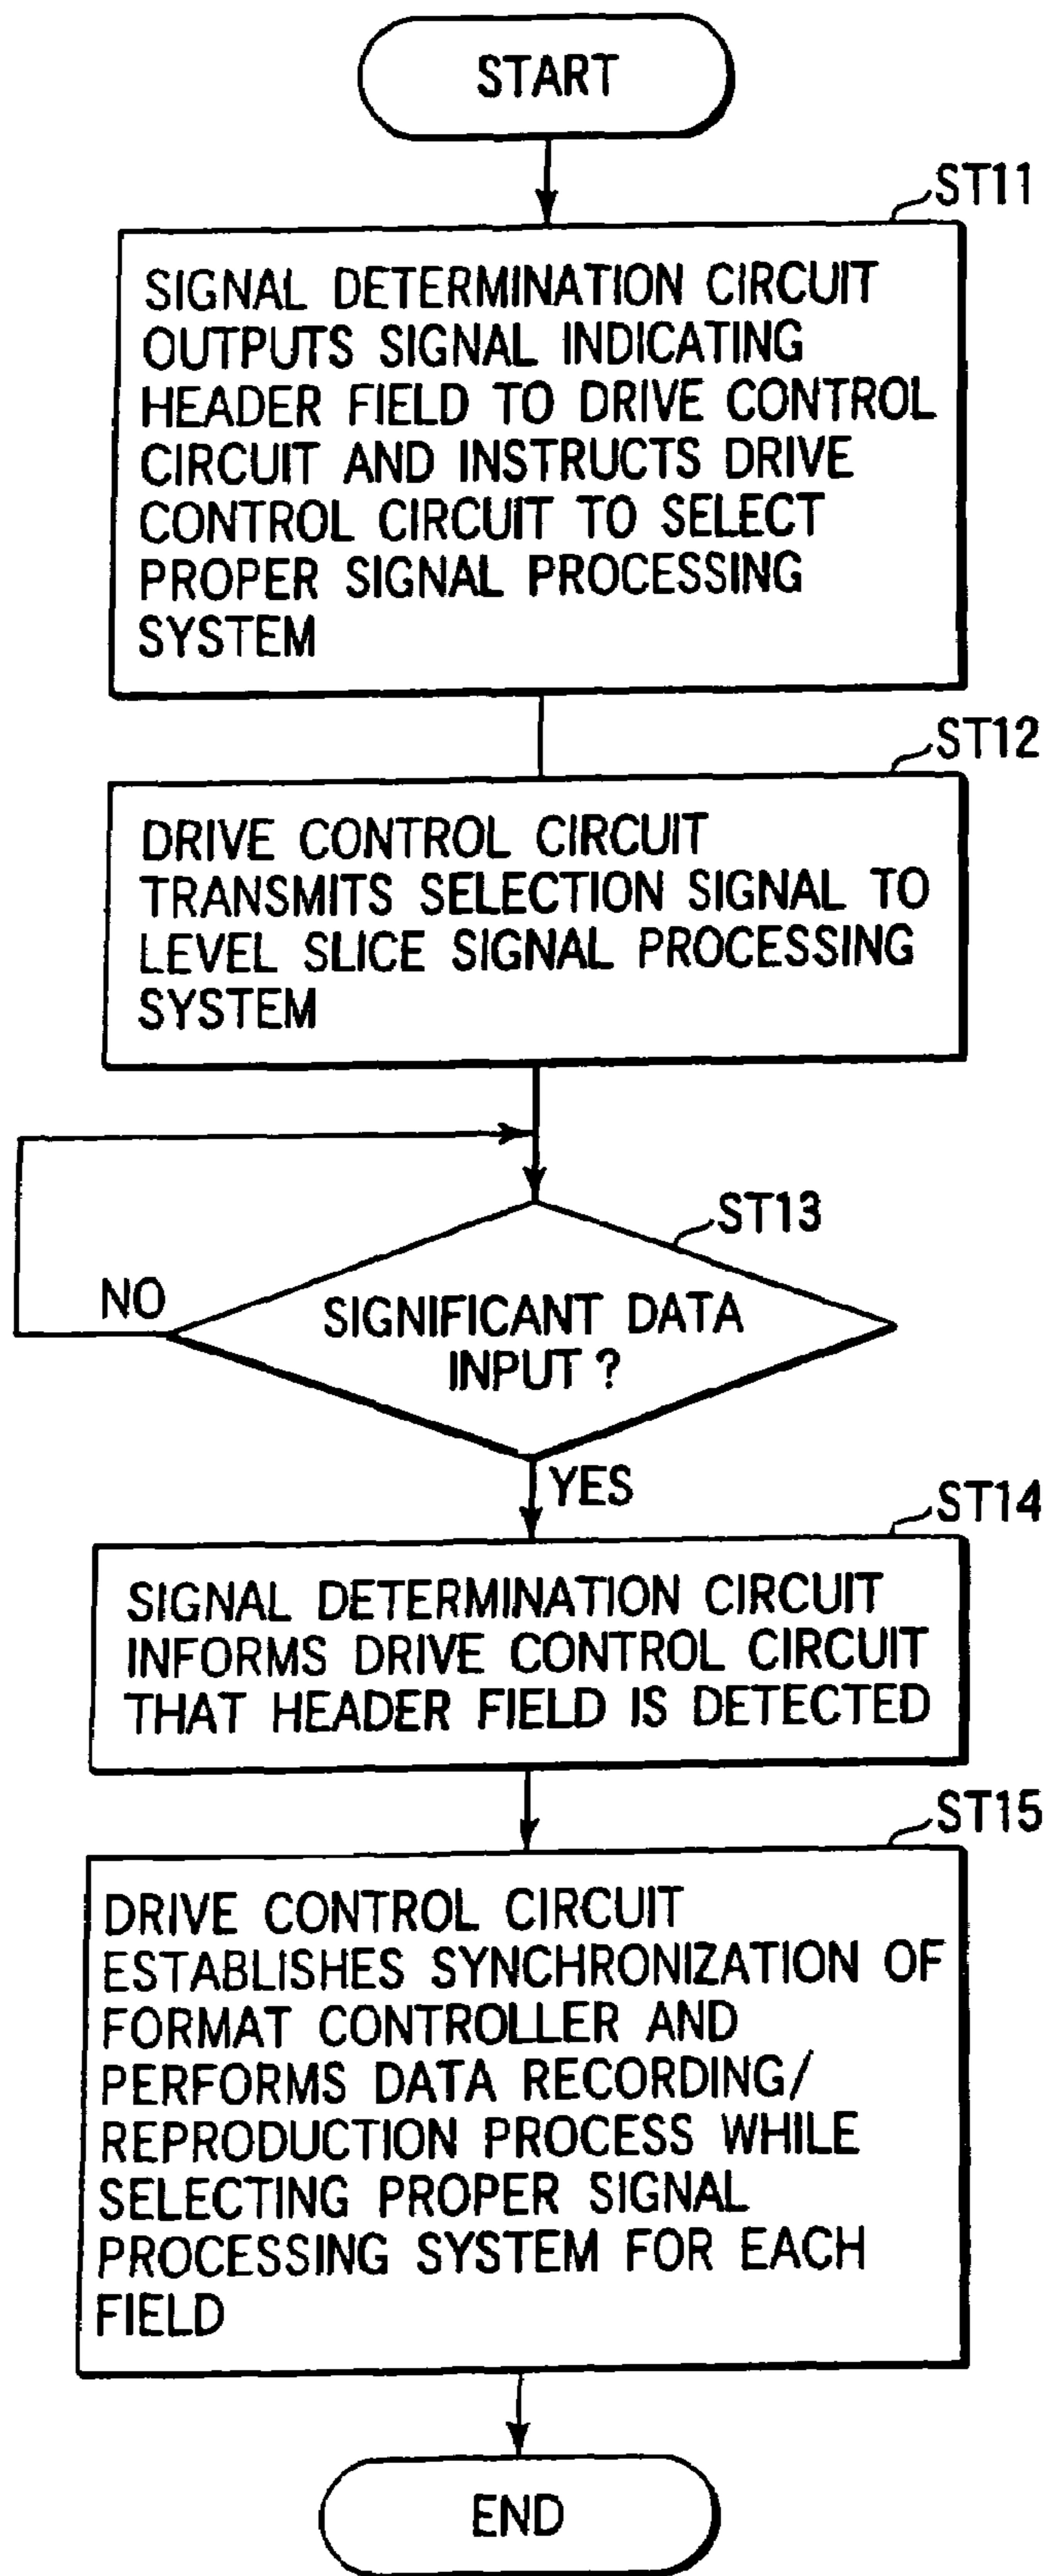 START
ST11
SIGNAL DETERMINATION CIRCUIT
OUTPUTS SIGNAL INDICATING
HEADER FIELD TO DRIVE CONTROL
CIRCUIT AND INSTRUCTS DRIVE
CONTROL CIRCUIT TO SELECT
PROPER SIGNAL PROCESSING
SYSTEM
ST12
DRIVE CONTROL CIRCUIT
TRANSMITS SELECTION SIGNAL TO
LEVEL SLICE SIGNAL PROCESSING
SYSTEM
ST13
NO
SIGNIFICANT DATA
INPUT ?
YES
ST14
SIGNAL DETERMINATION CIRCUIT
INFORMS DRIVE CONTROL CIRCUIT
THAT HEADER FIELD IS DETECTED
ST15
DRIVE CONTROL CIRCUIT
ESTABLISHES SYNCHRONIZATION OF
FORMAT CONTROLLER AND
PERFORMS DATA RECORDING/
REPRODUCTION PROCESS WHILE
SELECTING PROPER SIGNAL
PROCESSING SYSTEM FOR EACH
FIELD
END